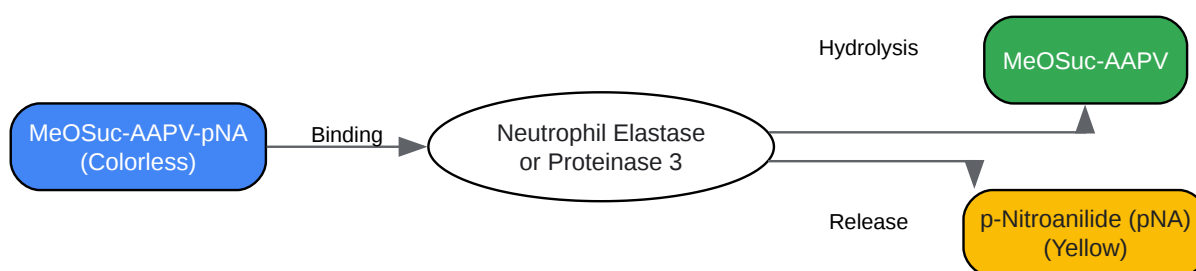 MeOSuc-AAPV-pNA
(Colorless)
Binding
Neutrophil Elastase
or Proteinase 3
Hydrolysis
MeOSuc-AAPV
Release
p-Nitroanilide (pNA)
(Yellow)